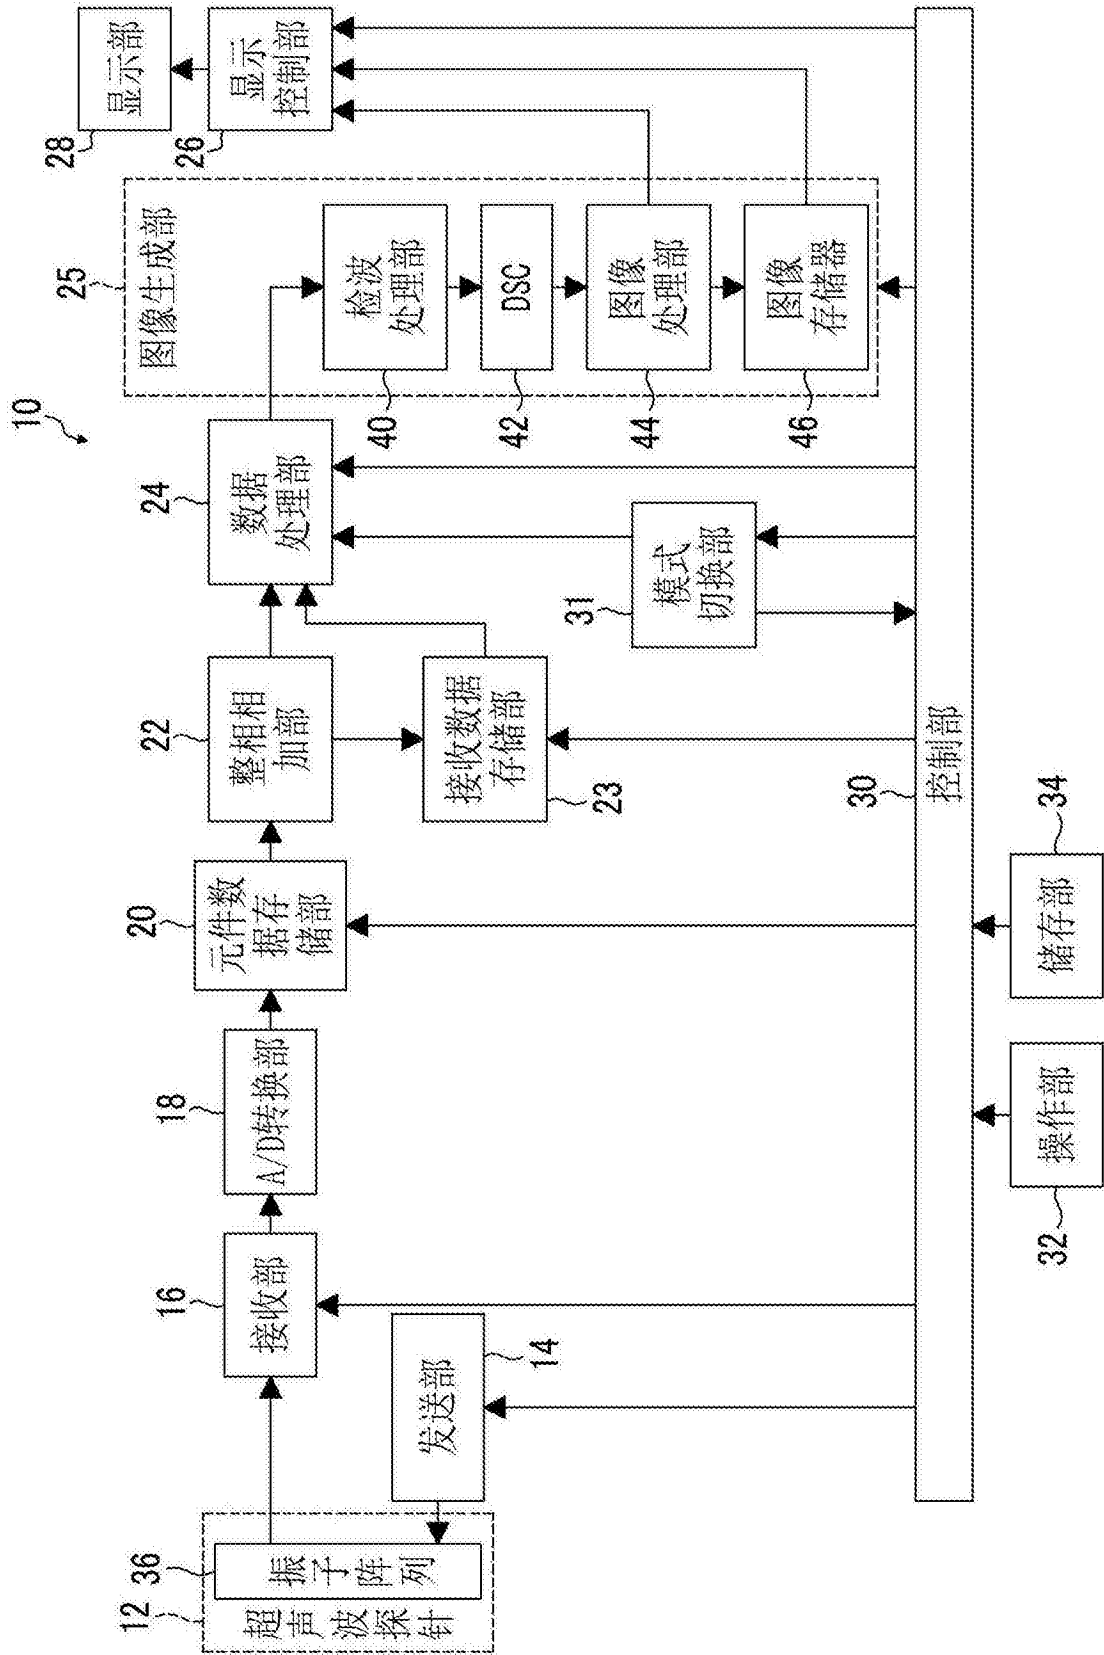 10
12
超声波探针
36
振子阵列
14
发送部
16
接收部
18
A/D转换部
20
元件数
据存
储部
22
整相相
加部
23
接收数据
存储部
24
数据
处理部
25
图像生成部
40
检波
处理部
42
DSC
44
图像
处理部
46
图像
存储器
26
显示
控制部
28
显示部
31
模式
切换部
30
控制部
32
操作部
34
储存部